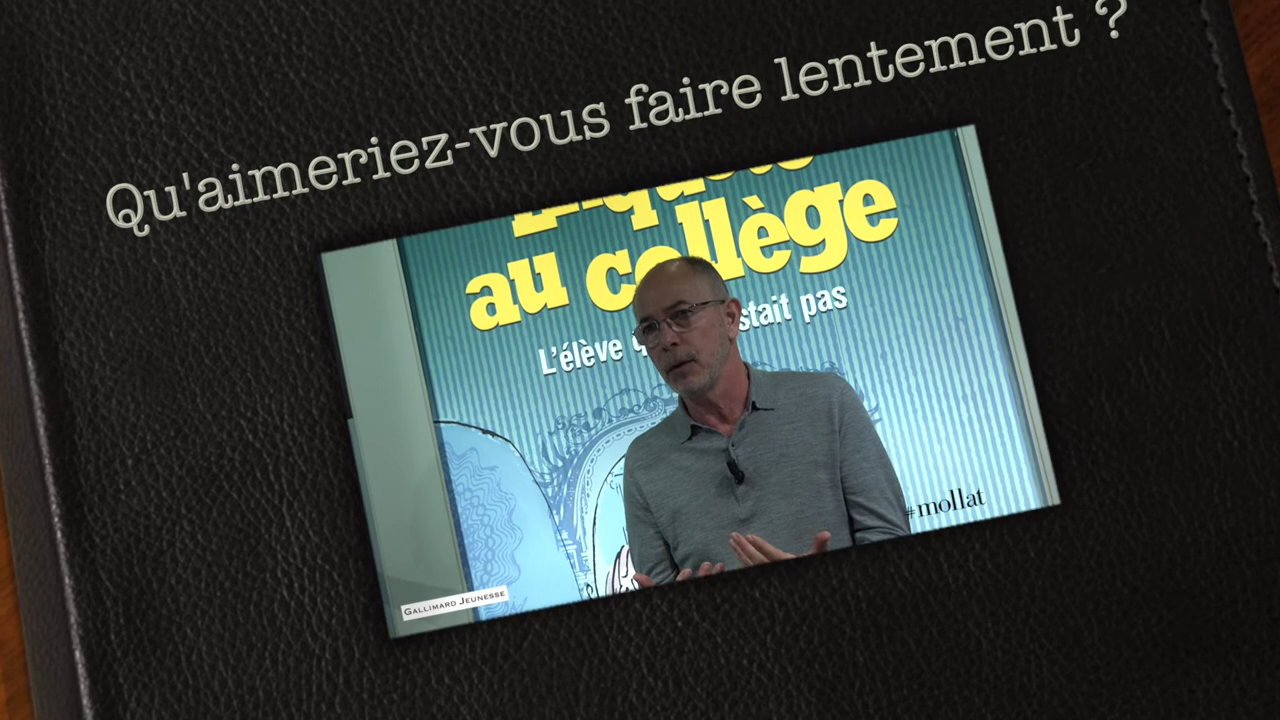 Qu'aimeriez-vous faire lentement ?
au collège
L'élève
stait pas
#mollat
GALLIMARD JEUNESSE